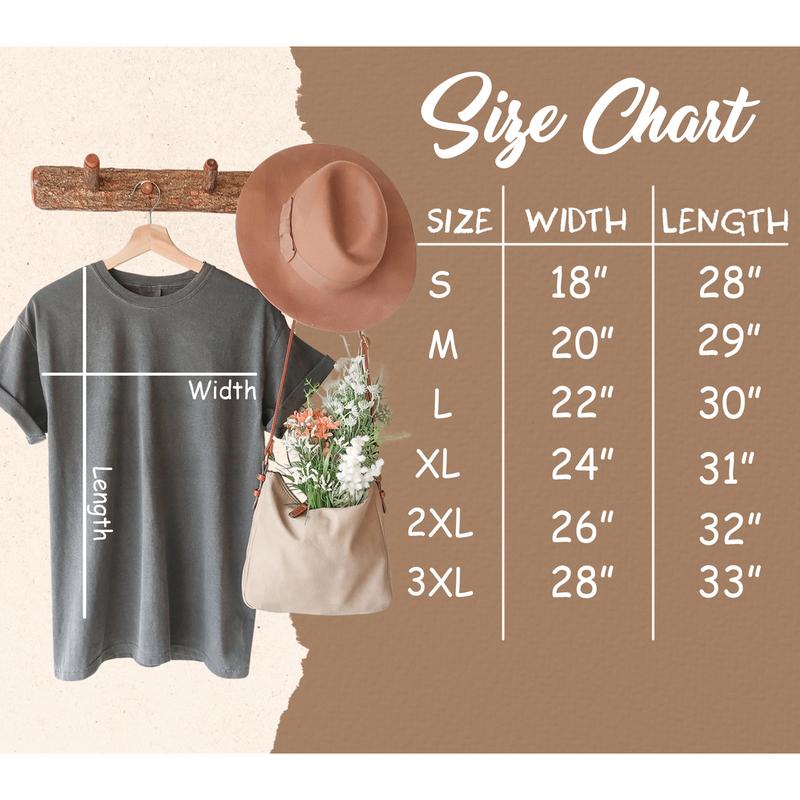 Size Chart
SIZE WIDTH LENGTH
S 18" 28"
M 20" 29"
L 22" 30"
XL 24" 31"
2XL 26" 32"
3XL 28" 33"
Width
Length